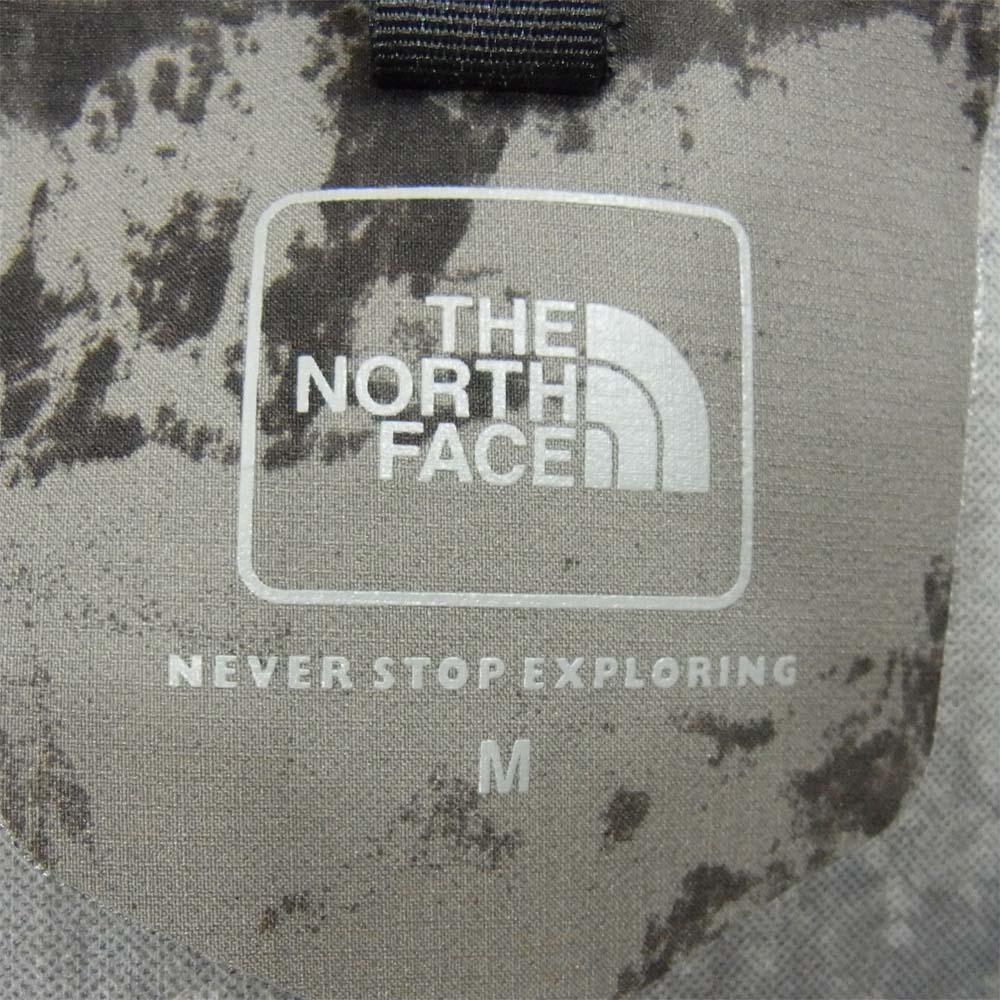 THE
NORTH
FACE
NEVER STOP EXPLORING
M